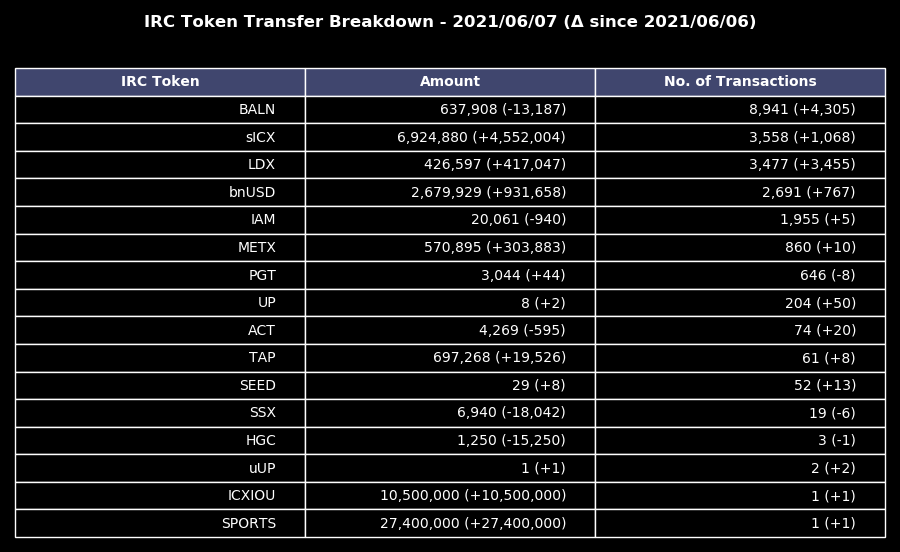 IRC Token Transfer Breakdown - 2021/06/07 (Δ since 2021/06/06)
IRC Token Amount No. of Transactions
BALN 637,908 (-13,187) 8,941 (+4,305)
sICX 6,924,880 (+4,552,004) 3,558 (+1,068)
LDX 426,597 (+417,047) 3,477 (+3,455)
bnUSD 2,679,929 (+931,658) 2,691 (+767)
IAM 20,061 (-940) 1,955 (+5)
METX 570,895 (+303,883) 860 (+10)
PGT 3,044 (+44) 646 (-8)
UP 8 (+2) 204 (+50)
ACT 4,269 (-595) 74 (+20)
TAP 697,268 (+19,526) 61 (+8)
SEED 29 (+8) 52 (+13)
SSX 6,940 (-18,042) 19 (-6)
HGC 1,250 (-15,250) 3 (-1)
uUP 1 (+1) 2 (+2)
ICXIOU 10,500,000 (+10,500,000) 1 (+1)
SPORTS 27,400,000 (+27,400,000) 1 (+1)